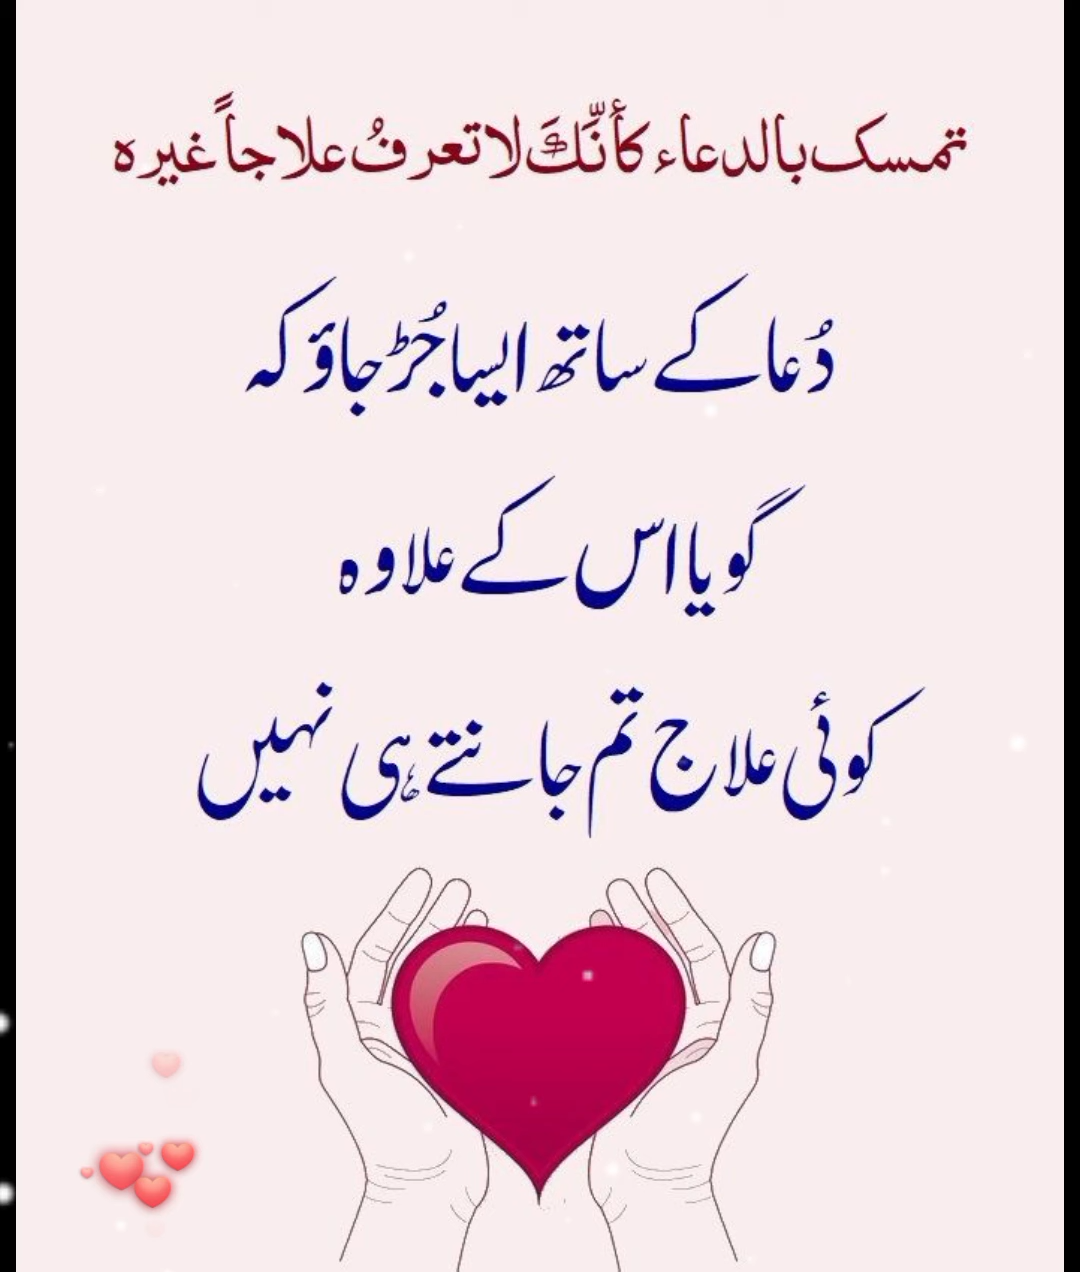 تمسک بالدعاء کأنَّكَ لا تعرفُ علاجاً غیرہ
دُعا کے ساتھ ایسا جُڑ جاؤ کہ
گویا اس کے علاوہ
کوئی علاج تم جانتے ہی نہیں